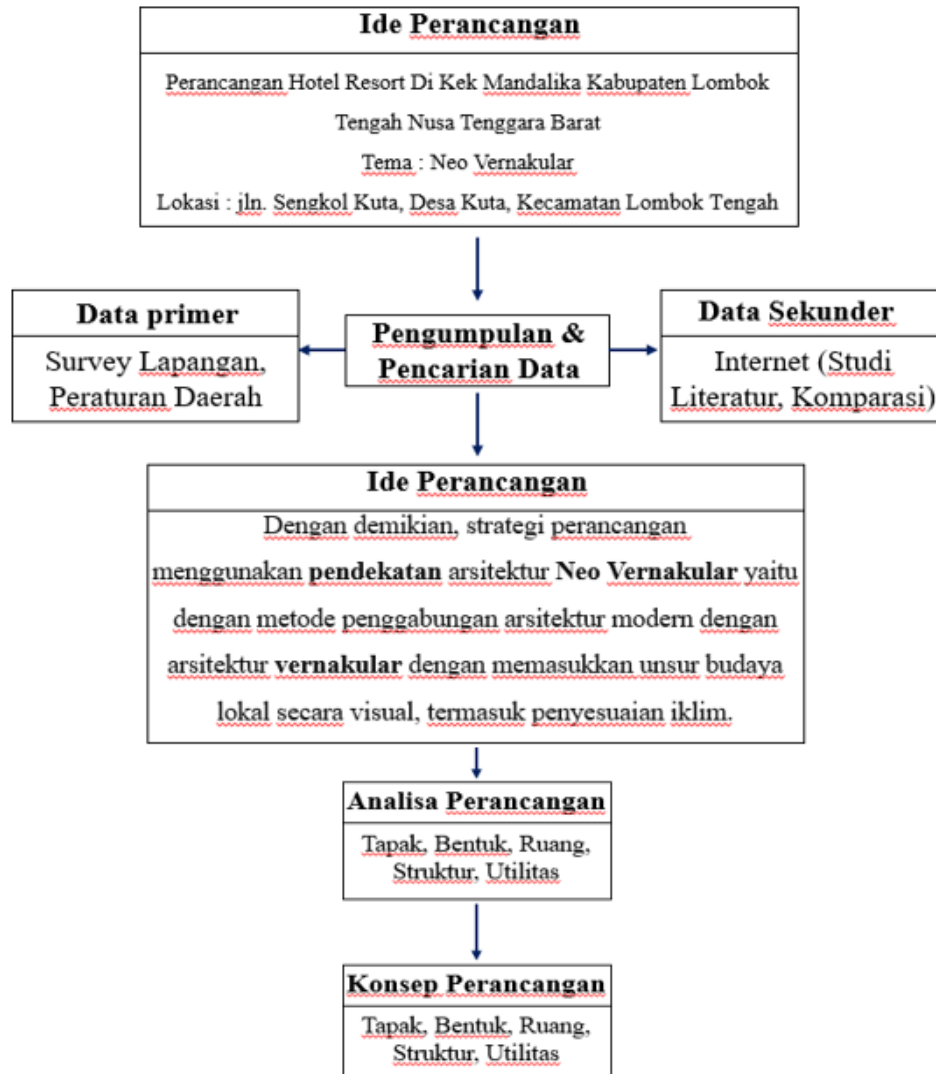 Ide Perancangan
Perancangan Hotel Resort Di Kek Mandalika Kabupaten Lombok
Tengah Nusa Tenggara Barat
Tema : Neo Vernakular
Lokasi : jln. Sengkol Kuta, Desa Kuta, Kecamatan Lombok Tengah
Data primer
Survey Lapangan,
Peraturan Daerah
Pengumpulan &
Pencarian Data
Data Sekunder
Internet (Studi
Literatur, Komparasi)
Ide Perancangan
Dengan demikian, strategi perancangan
menggunakan pendekatan arsitektur Neo Vernakular yaitu
dengan metode penggabungan arsitektur modern dengan
arsitektur vernakular dengan memasukkan unsur budaya
lokal secara visual, termasuk penyesuaian iklim.
Analisa Perancangan
Tapak, Bentuk, Ruang,
Struktur, Utilitas
Konsep Perancangan
Tapak, Bentuk, Ruang,
Struktur, Utilitas